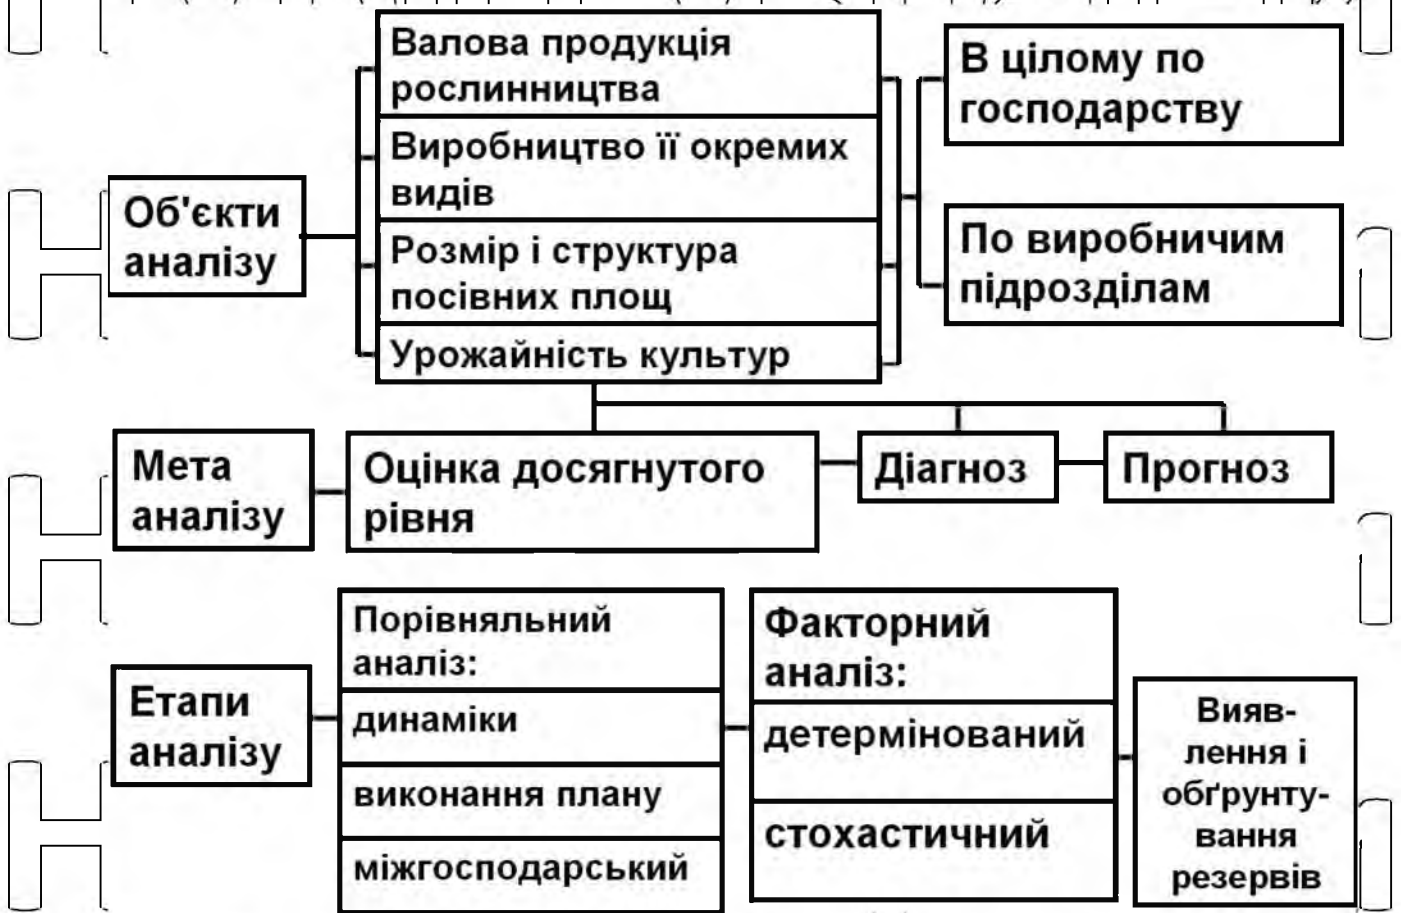 Валова продукція
рослинництва
В цілому по
господарству
Виробництво її окремих
видів
Об'єкти
аналізу
Розмір і структура
посівних площ
По виробничим
підрозділам
Урожайність культур
Мета
аналізу
Оцінка досягнутого
рівня
Діагноз
Прогноз
Етапи
аналізу
Порівняльний
аналіз:
динаміки
виконання плану
міжгосподарський
Факторний
аналіз:
детермінований
стохастичний
Вияв-
лення і
обґрунту-
вання
резервів